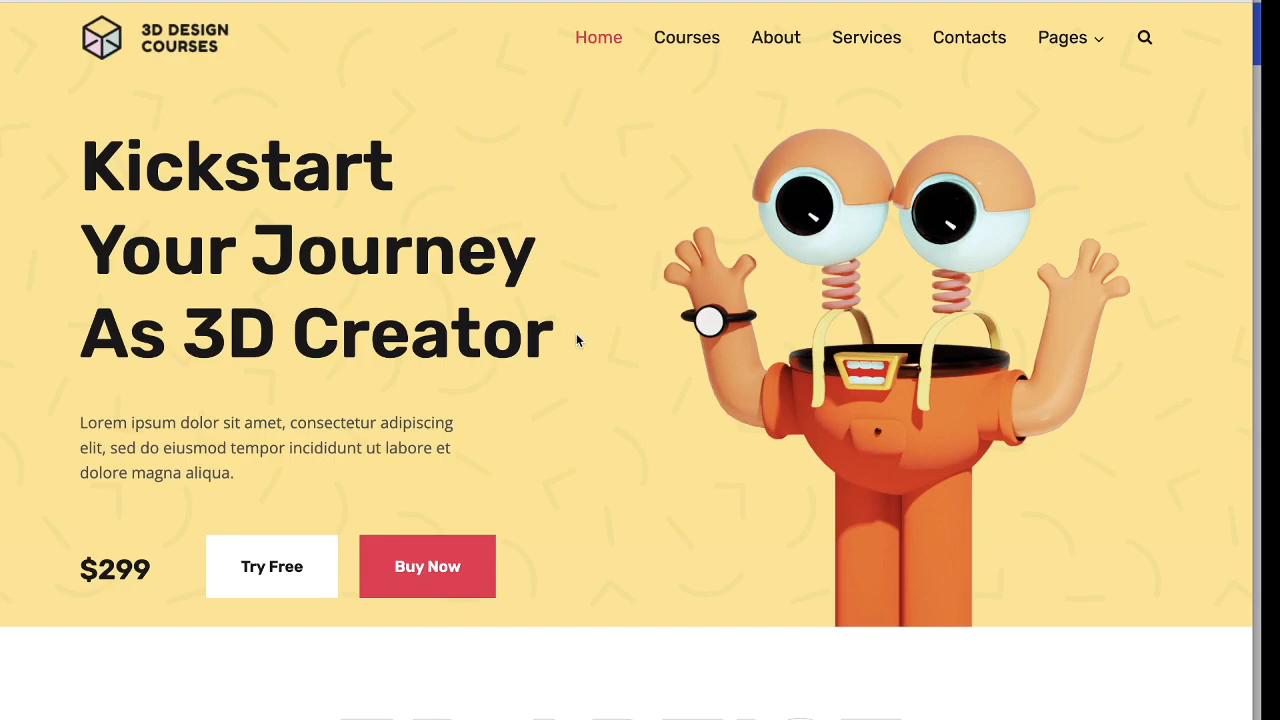 3D DESIGN
COURSES
Home Courses About Services Contacts Pages
Kickstart
Your Journey
As 3D Creator
Lorem ipsum dolor sit amet, consectetur adipiscing
elit, sed do eiusmod tempor incididunt ut labore et
dolore magna aliqua.
$299 Try Free Buy Now